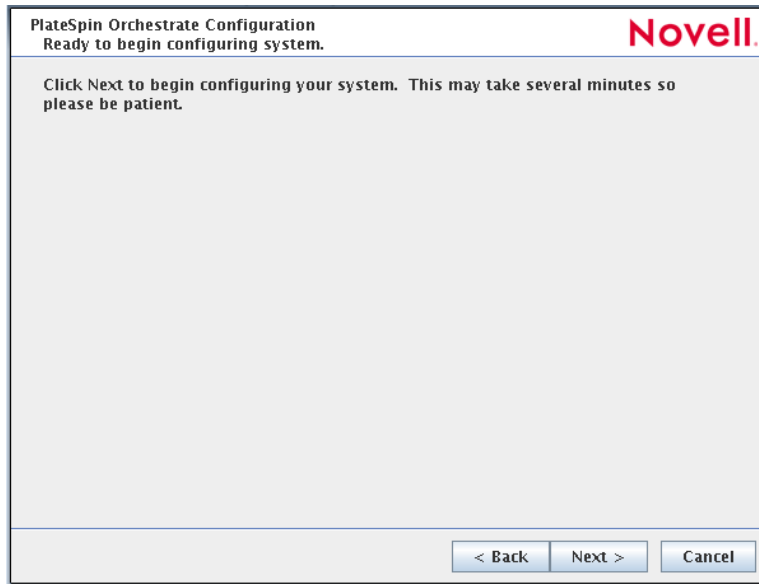 PlateSpin Orchestrate Configuration
Ready to begin configuring system.
Novell.
Click Next to begin configuring your system.  This may take several minutes so
please be patient.
< Back
Next >
Cancel